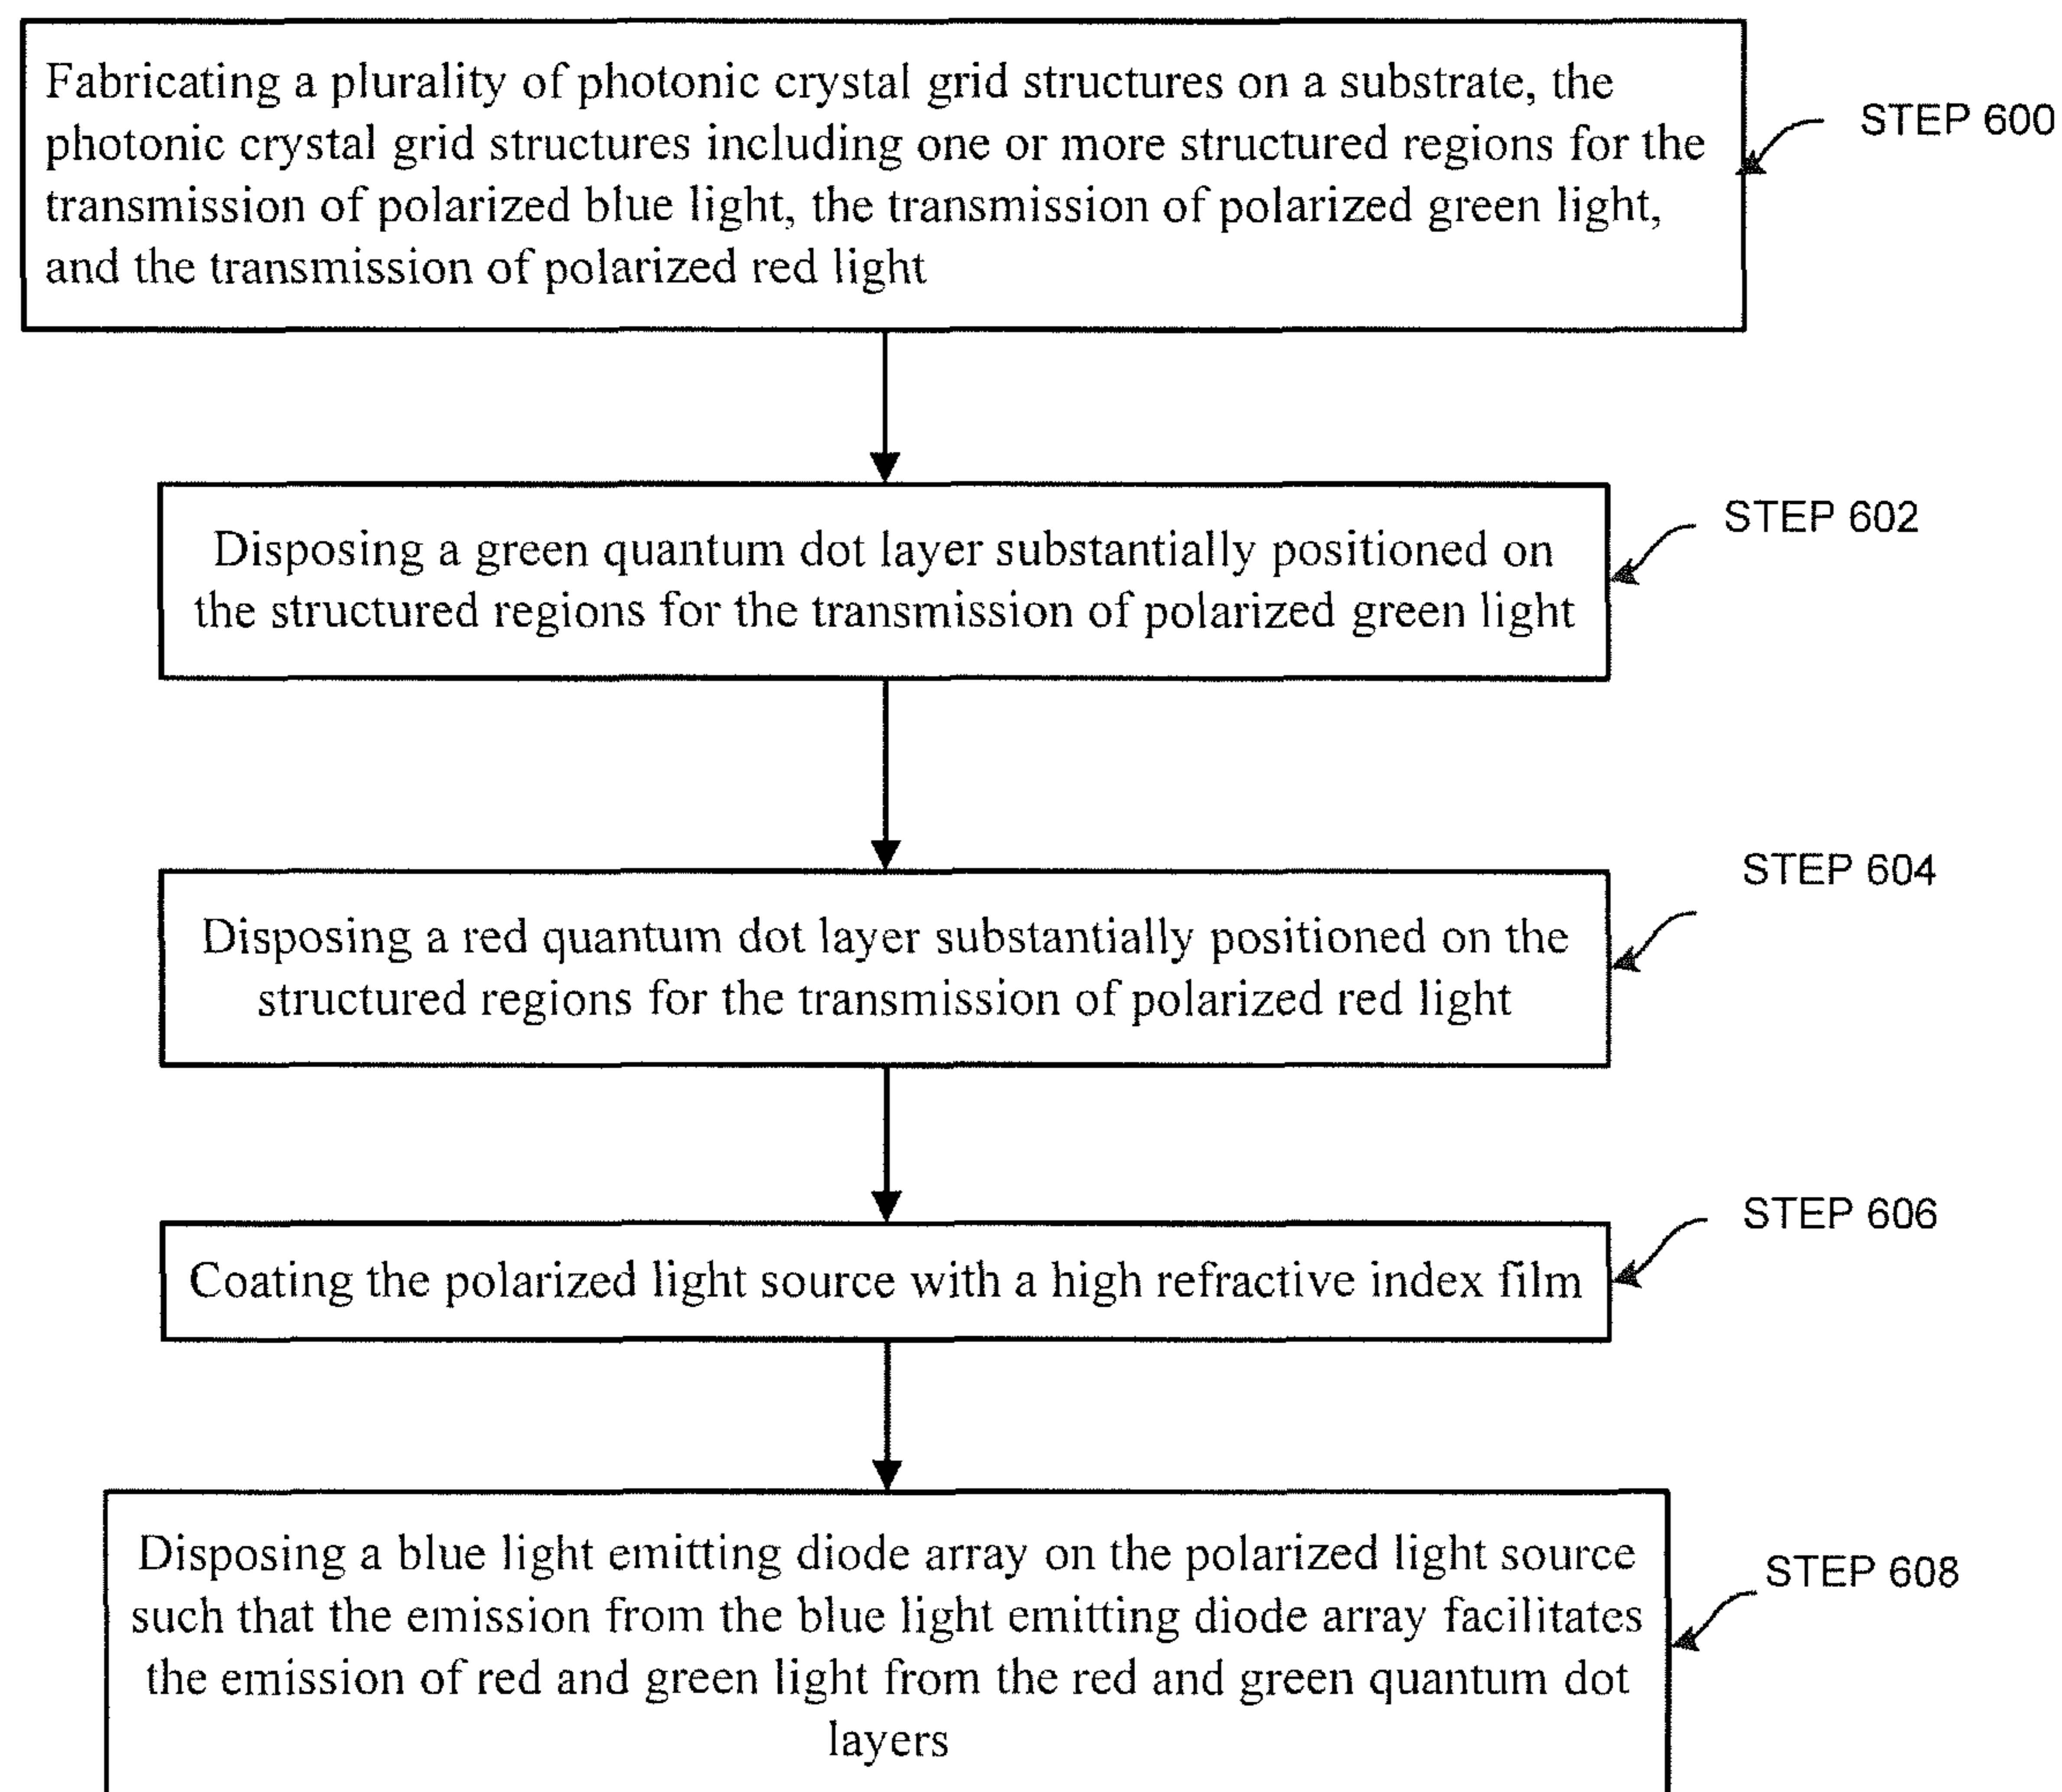 Fabricating a plurality of photonic crystal grid structures on a substrate, the
photonic crystal grid structures including one or more structured regions for the
transmission of polarized blue light, the transmission of polarized green light,
and the transmission of polarized red light
STEP 600
Disposing a green quantum dot layer substantially positioned on
the structured regions for the transmission of polarized green light
STEP 602
Disposing a red quantum dot layer substantially positioned on the
structured regions for the transmission of polarized red light
STEP 604
Coating the polarized light source with a high refractive index film
STEP 606
Disposing a blue light emitting diode array on the polarized light source
such that the emission from the blue light emitting diode array facilitates
the emission of red and green light from the red and green quantum dot
layers
STEP 608